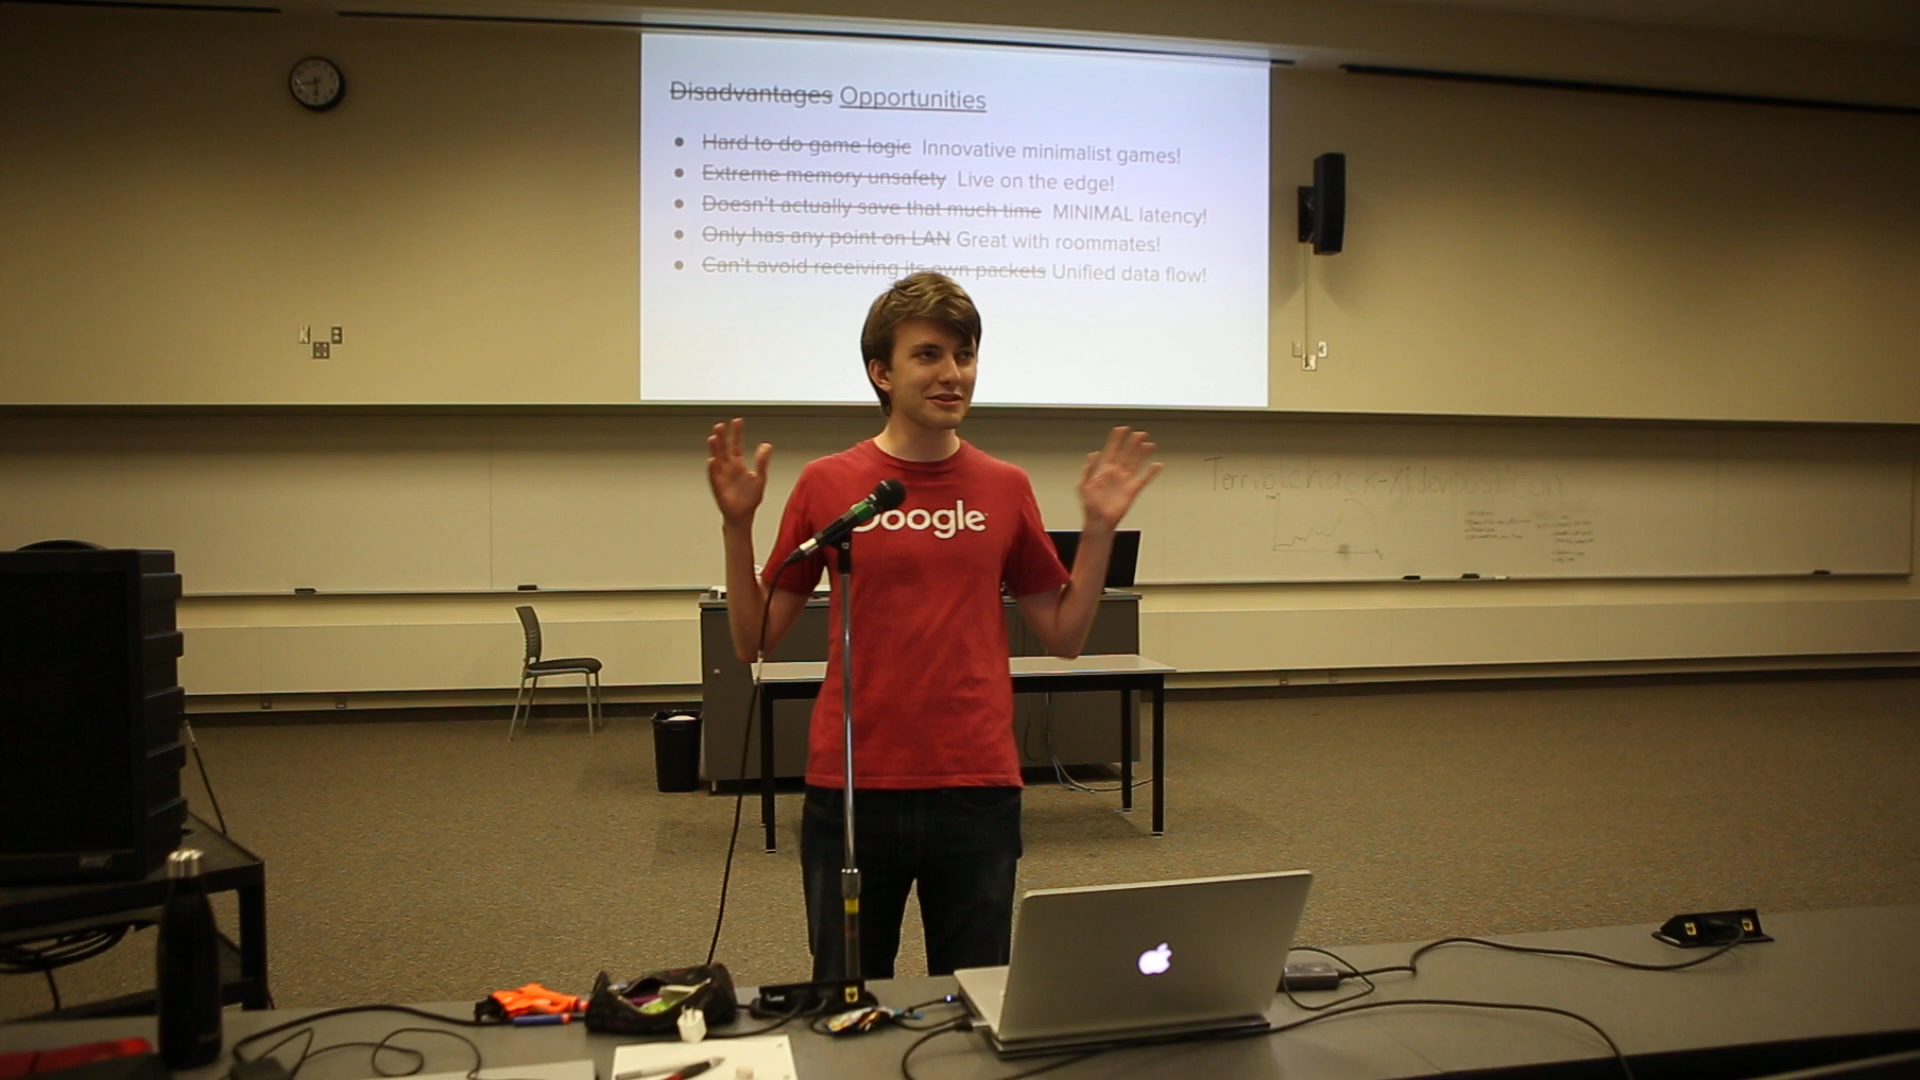 Disadvantages Opportunities
Hard to do game logic Innovative minimalist games!
Extreme memory unsafety Live on the edge!
Doesn't actually save that much time MINIMAL latency!
Only has any point on LAN Great with roommates!
Can't avoid receiving its own packets Unified data flow!
Google